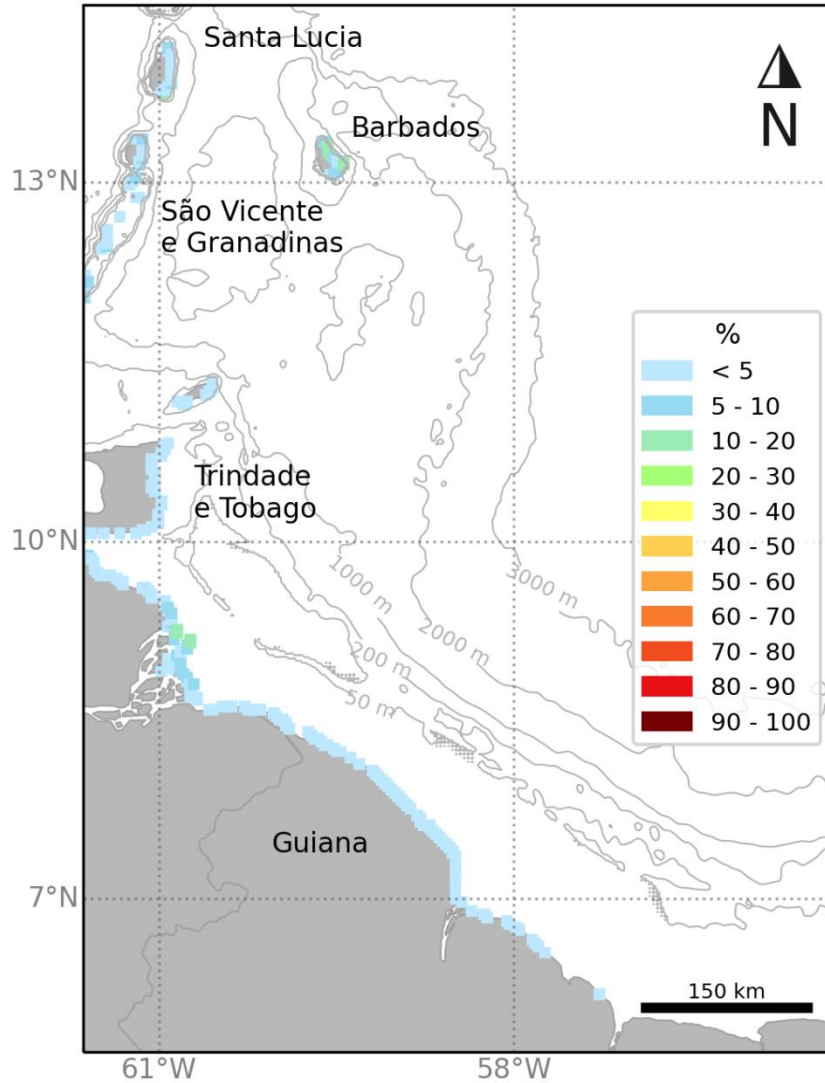 Santa Lucia
N
Barbados
13°N
São Vicente
e Granadinas
%
< 5
5 - 10
10 - 20
20 - 30
30 - 40
40 - 50
50 - 60
60 - 70
70 - 80
80 - 90
90 - 100
Trindade
e Tobago
10°N
1000 m
3000 m
2000 m
200 m
50 m
Guiana
7°N
150 km
61°W
58°W